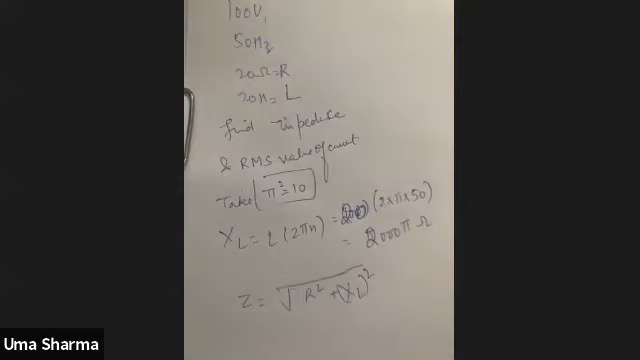 100V,
50Hz
20Ω=R
20H= L
find Impedance
& RMS value of current
Take π²=10
XL= L (2πn) = 20 (2×π×50)
= 2000π Ω
Z= √R²+(XL)²
Uma Sharma